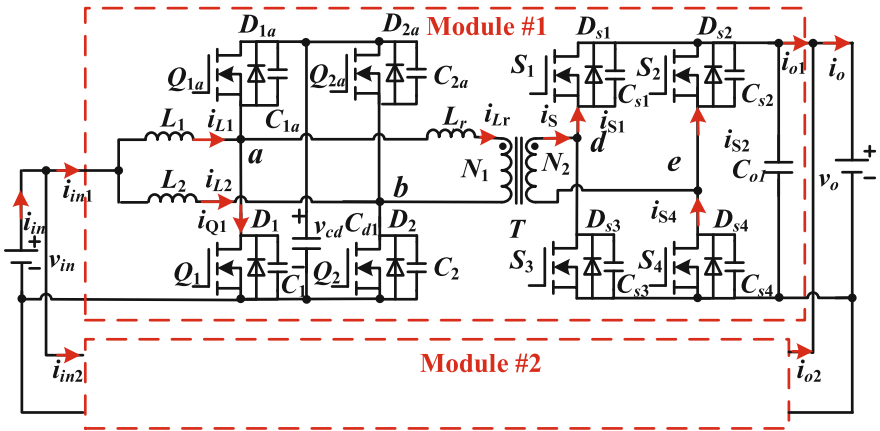 Module #1
D1a
D2a
Ds1
Ds2
Q1a
Q2a
C1a
C2a
S1
S2
Cs1
Cs2
io1
io
L1
iL1
a
Lr
iLr
iS
iS1
d
iS2
Co1
N1
N2
e
iin1
L2
iL2
b
iQ1
iin
vin
D1
vcd
Cd1
D2
T
Ds3
iS4
Ds4
vo
Q1
C1
Q2
C2
S3
Cs3
S4
Cs4
Module #2
iin2
io2